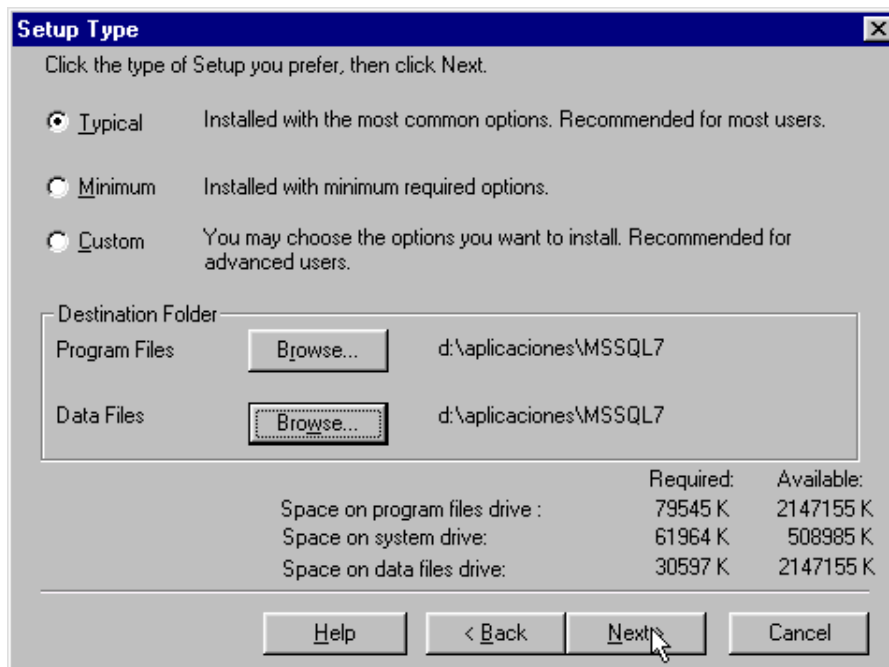 Setup Type
Click the type of Setup you prefer, then click Next.
Typical Installed with the most common options. Recommended for most users.
Minimum Installed with minimum required options.
Custom You may choose the options you want to install. Recommended for
advanced users.
Destination Folder
Program Files Browse... d:\aplicaciones\MSSQL7
Data Files Browse... d:\aplicaciones\MSSQL7
Required: Available:
Space on program files drive : 79545 K 2147155 K
Space on system drive: 61964 K 508985 K
Space on data files drive: 30597 K 2147155 K
Help < Back Next > Cancel